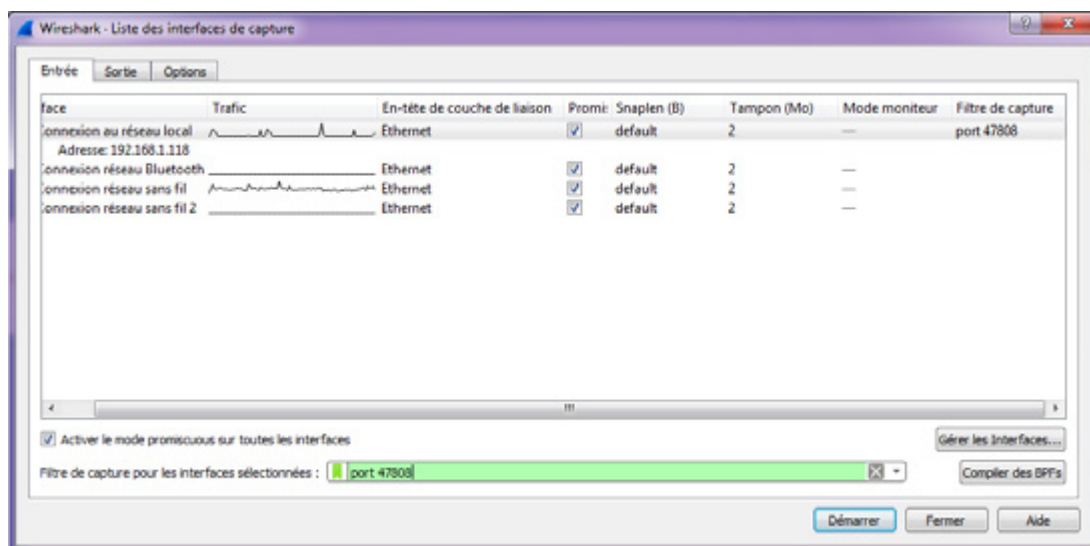 Wireshark - Liste des interfaces de capture
Entrée Sortie Options
face Trafic En-tête de couche de liaison Promi: Snaplen (B) Tampon (Mo) Mode moniteur Filtre de capture
onnexion au réseau local Ethernet default 2 — port 47808
Adresse: 192.168.1.118
onnexion réseau Bluetooth Ethernet default 2 —
onnexion réseau sans fil Ethernet default 2 —
onnexion réseau sans fil 2 Ethernet default 2 —
Activer le mode promiscuous sur toutes les interfaces Gérer les Interfaces...
Filtre de capture pour les interfaces sélectionnées : port 47808 Compiler des BPFs
Démarrer Fermer Aide